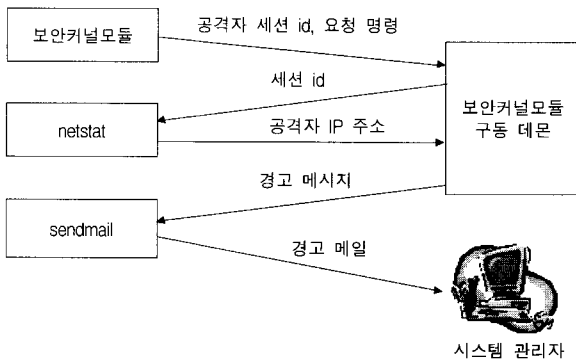 공격자 세션 id, 요청 명령
보안커널모듈
세션 id
보안커널모듈
구동 데몬
netstat
공격자 IP 주소
경고 메시지
sendmail
경고 메일
시스템 관리자